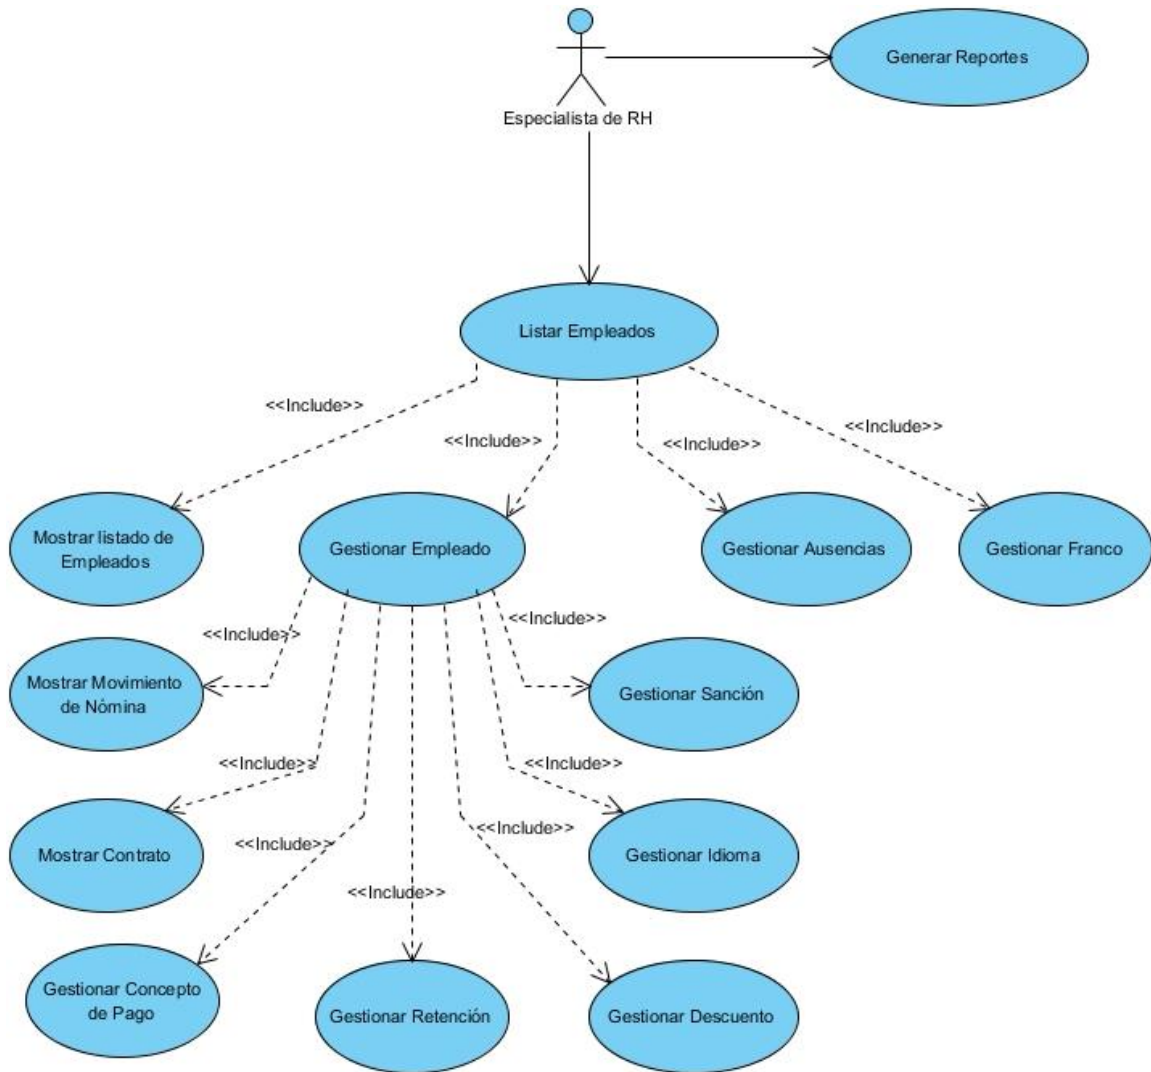 Generar Reportes
Especialista de RH
Listar Empleados
<<Include>>
<<Include>>
<<Include>>
<<Include>>
Mostrar listado de
Empleados
Gestionar Empleado
Gestionar Ausencias
Gestionar Franco
<<Include>>
<<Include>>
Mostrar Movimiento
de Nómina
Gestionar Sanción
<<Include>>
<<Include>>
Mostrar Contrato
<<Include>>
<<Include>>
Gestionar Idioma
<<Include>>
Gestionar Concepto
de Pago
Gestionar Retención
Gestionar Descuento